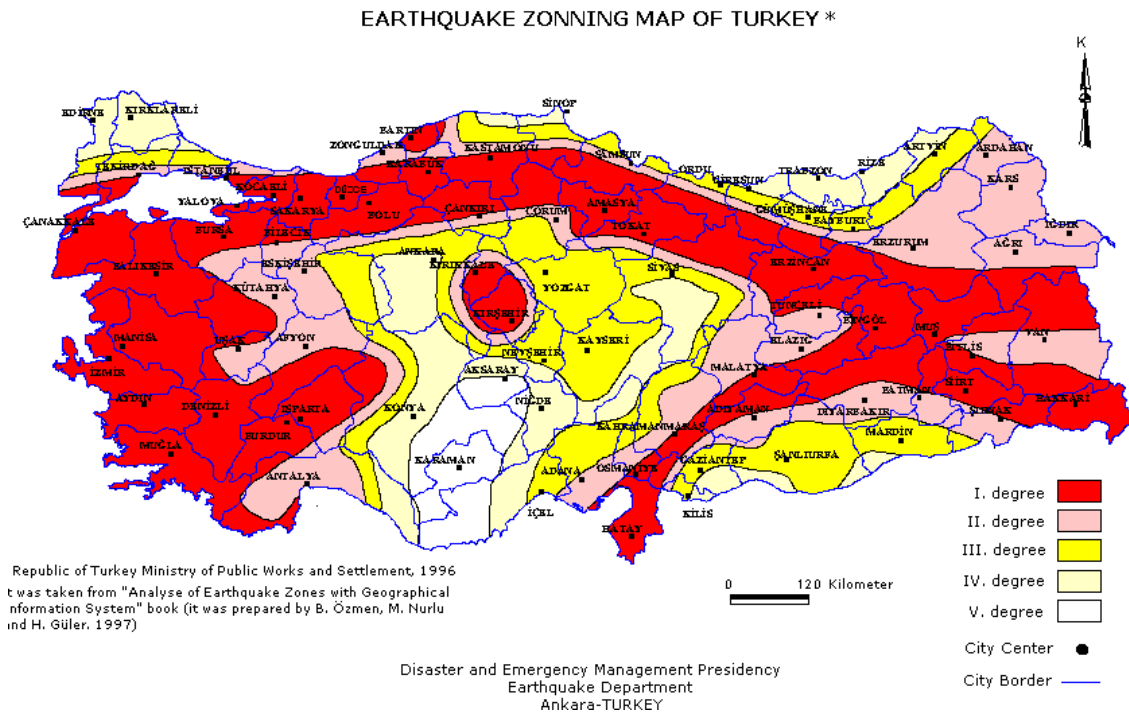 EARTHQUAKE ZONNING MAP OF TURKEY *
K
SİNOP
EDİRNE
KIRKLARELİ
BARTIN
ZONGULDAK
KASTAMONU
KARABÜK
SAMSUN
ORDU
GİRESUN
TRABZON
RİZE
ARTVİN
ARDAHAN
KARS
TEKİRDAĞ
İSTANBUL
KOCAELİ
YALOVA
SAKARYA
DÜZCE
BOLU
ÇANKIRI
ÇORUM
AMASYA
TOKAT
GÜMÜŞHANE
BAYBURT
ERZURUM
AĞRI
IĞDIR
ÇANAKKALE
BURSA
BİLECİK
ESKİŞEHİR
ANKARA
KIRIKKALE
YOZGAT
SİVAS
ERZİNCAN
BALIKESİR
KÜTAHYA
KIRŞEHİR
TUNCELİ
BİNGÖL
MUŞ
VAN
MANİSA
UŞAK
AFYON
NEVŞEHİR
KAYSERİ
ELAZIĞ
BİTLİS
İZMİR
AKSARAY
MALATYA
AYDIN
DENİZLİ
ISPARTA
BURDUR
KONYA
NİĞDE
KAHRAMANMARAŞ
ADIYAMAN
DİYARBAKIR
BATMAN
SİİRT
ŞIRNAK
HAKKARİ
MUĞLA
ANTALYA
KARAMAN
ADANA
OSMANİYE
GAZİANTEP
ŞANLIURFA
MARDİN
İÇEL
KİLİS
HATAY
I. degree
II. degree
III. degree
IV. degree
V. degree
City Center
City Border
0 120 Kilometer
Republic of Turkey Ministry of Public Works and Settlement, 1996
t was taken from "Analyse of Earthquake Zones with Geographical
nformation System" book (it was prepared by B. Özmen, M. Nurlu
nd H. Güler. 1997)
Disaster and Emergency Management Presidency
Earthquake Department
Ankara-TURKEY